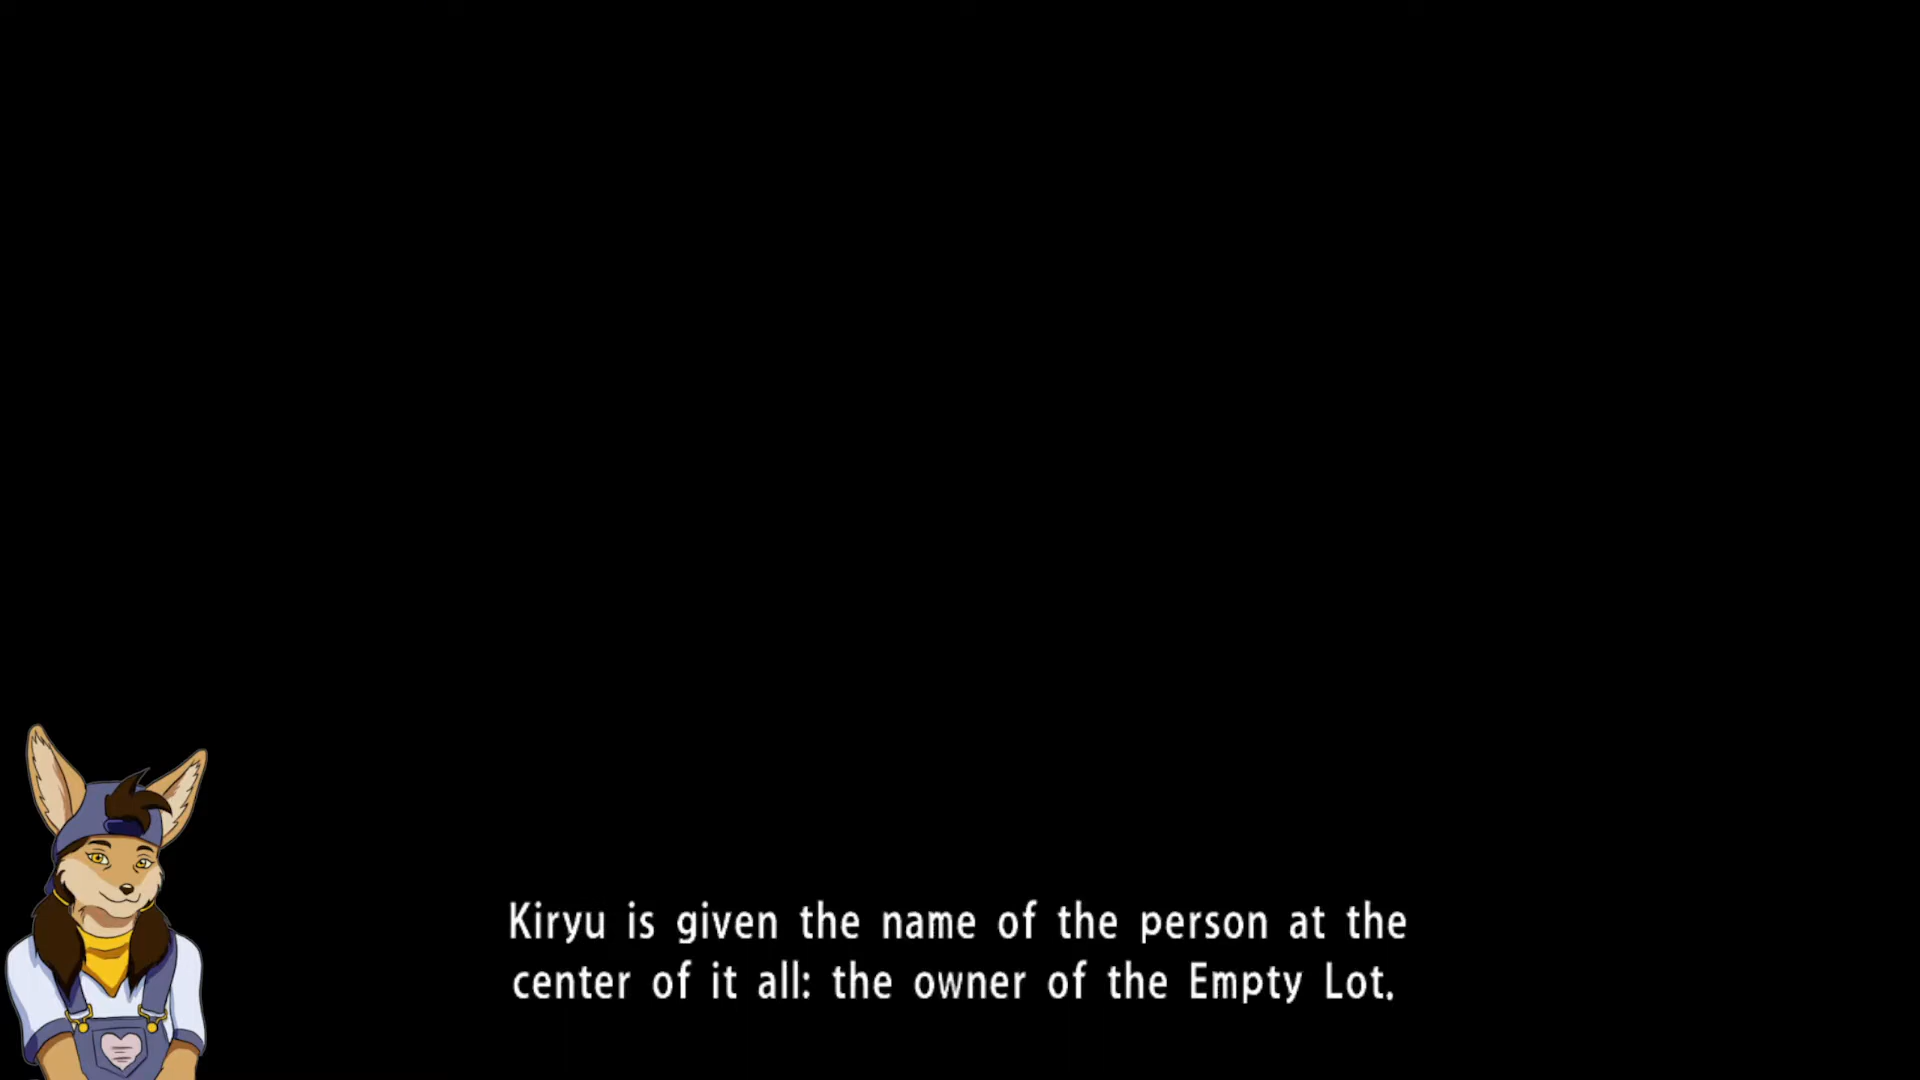 Kiryu is given the name of the person at the
center of it all: the owner of the Empty Lot.